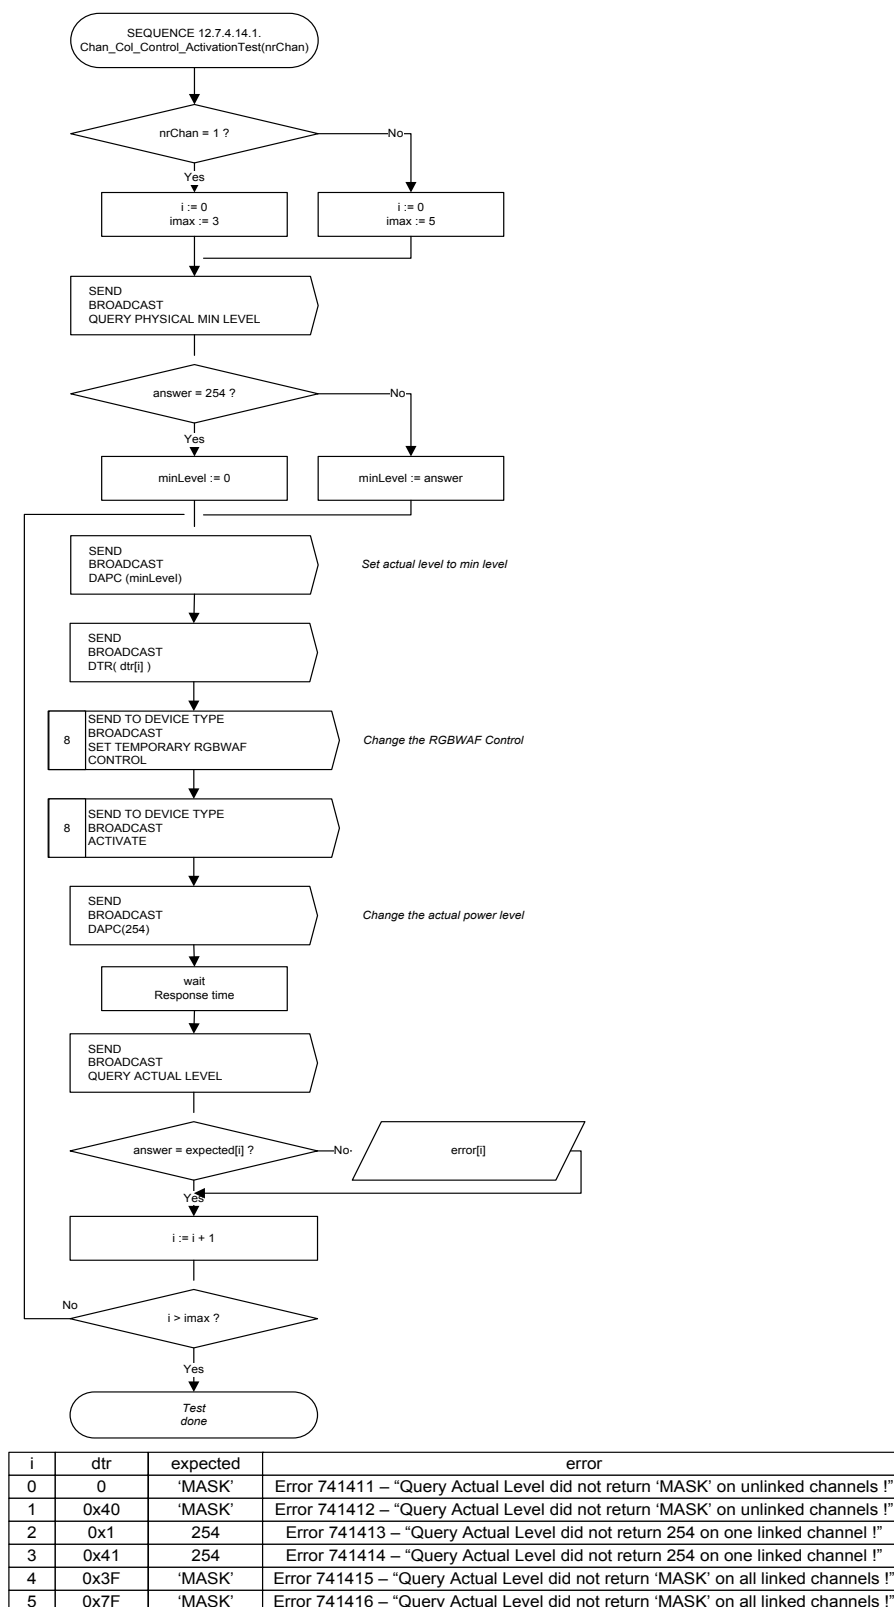 SEQUENCE 12.7.4.14.1.
Chan_Col_Control_ActivationTest(nrChan)
nrChan = 1 ?
No
Yes
i := 0
imax := 3
i := 0
imax := 5
SEND
BROADCAST
QUERY PHYSICAL MIN LEVEL
answer = 254 ?
No
Yes
minLevel := 0
minLevel := answer
SEND
BROADCAST
DAPC (minLevel)
Set actual level to min level
SEND
BROADCAST
DTR( dtr[i] )
8
SEND TO DEVICE TYPE
BROADCAST
SET TEMPORARY RGBWAF
CONTROL
Change the RGBWAF Control
8
SEND TO DEVICE TYPE
BROADCAST
ACTIVATE
SEND
BROADCAST
DAPC(254)
Change the actual power level
wait
Response time
SEND
BROADCAST
QUERY ACTUAL LEVEL
answer = expected[i] ?
No
error[i]
Yes
i := i + 1
No
i > imax ?
Yes
Test
done
i dtr expected error
0 0 ‘MASK’ Error 741411 – “Query Actual Level did not return ‘MASK’ on unlinked channels !”
1 0x40 ‘MASK’ Error 741412 – “Query Actual Level did not return ‘MASK’ on unlinked channels !”
2 0x1 254 Error 741413 – “Query Actual Level did not return 254 on one linked channel !”
3 0x41 254 Error 741414 – “Query Actual Level did not return 254 on one linked channel !”
4 0x3F ‘MASK’ Error 741415 – “Query Actual Level did not return ‘MASK’ on all linked channels !”
5 0x7F ‘MASK’ Error 741416 – “Query Actual Level did not return ‘MASK’ on all linked channels !”